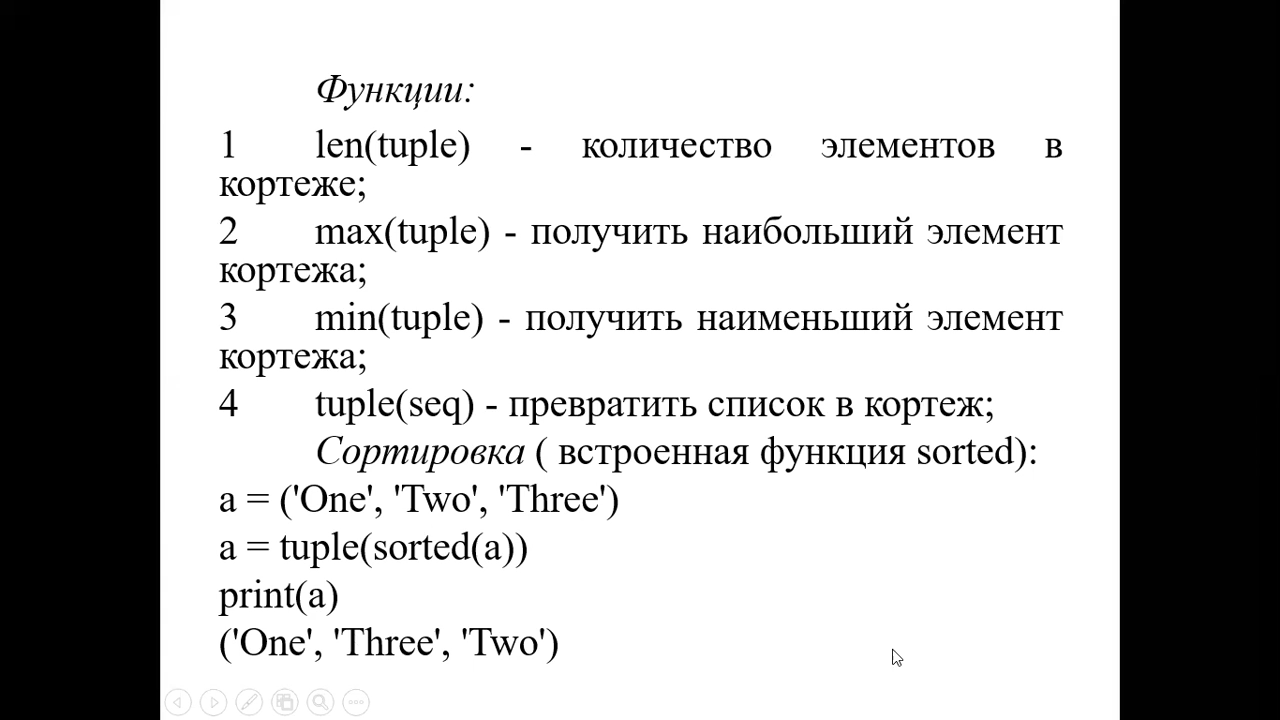 Функции:
1 len(tuple) - количество элементов в
кортеже;
2 max(tuple) - получить наибольший элемент
кортежа;
3 min(tuple) - получить наименьший элемент
кортежа;
4 tuple(seq) - превратить список в кортеж;
Сортировка ( встроенная функция sorted):
a = ('One', 'Two', 'Three')
a = tuple(sorted(a))
print(a)
('One', 'Three', 'Two')